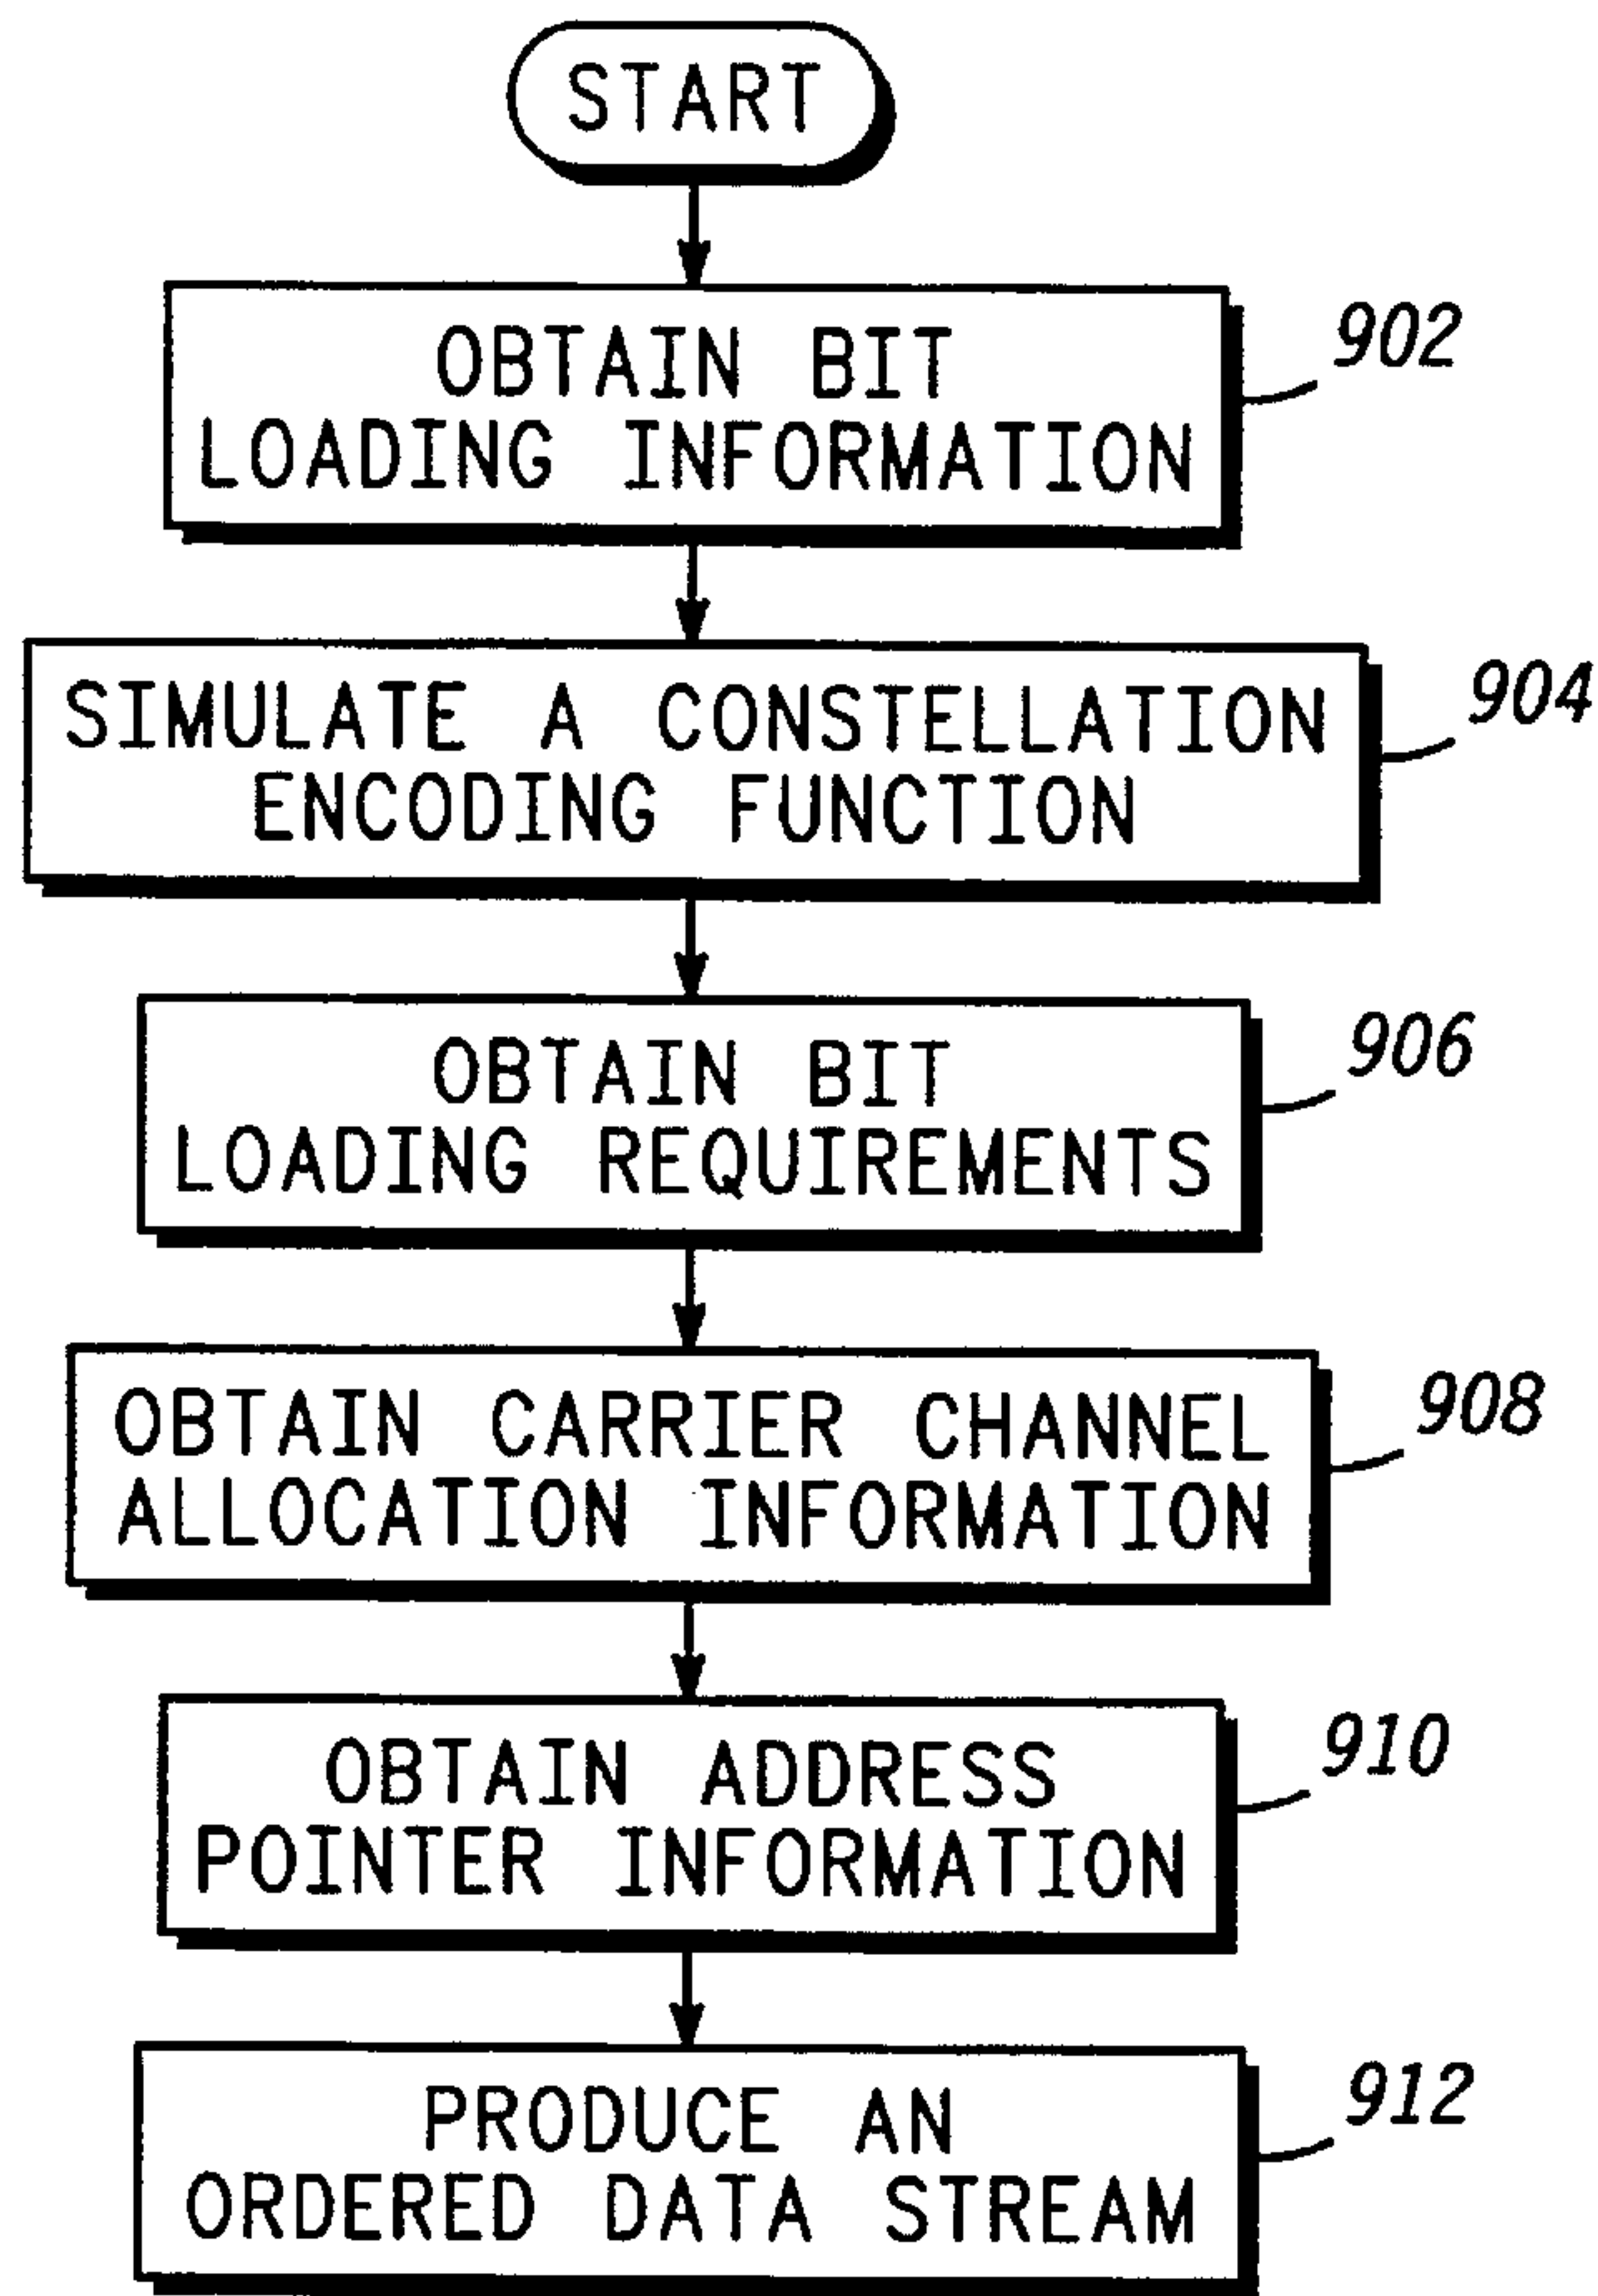 START
OBTAIN BIT
LOADING INFORMATION
902
SIMULATE A CONSTELLATION
ENCODING FUNCTION
904
OBTAIN BIT
LOADING REQUIREMENTS
906
OBTAIN CARRIER CHANNEL
ALLOCATION INFORMATION
908
OBTAIN ADDRESS
POINTER INFORMATION
910
PRODUCE AN
ORDERED DATA STREAM
912